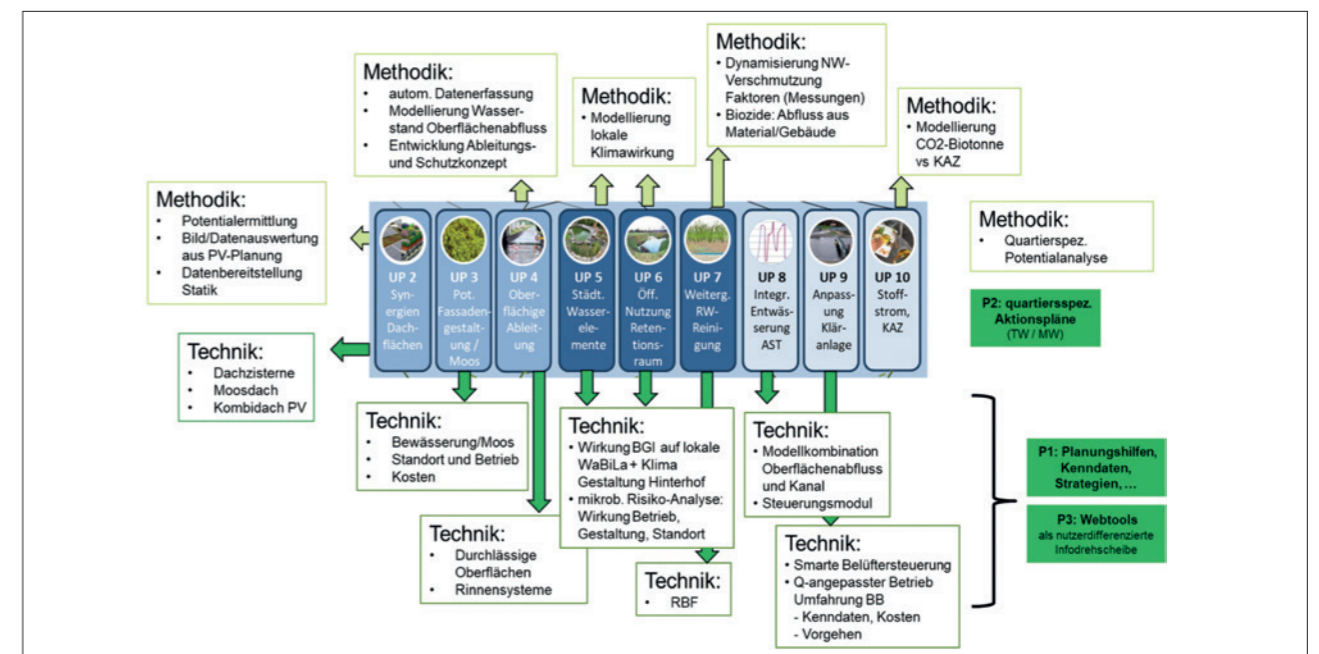 Methodik:
• autom. Datenerfassung
• Modellierung Wasser-
stand Oberflächenabfluss
• Entwicklung Ableitungs-
und Schutzkonzept
Methodik:
• Modellierung
lokale
Klimawirkung
Methodik:
• Dynamisierung NW-
Verschmutzung
Faktoren (Messungen)
• Biozide: Abfluss aus
Material/Gebäude
Methodik:
• Modellierung
CO2-Biotonne
vs KAZ
Methodik:
• Potentialermittlung
• Bild/Datenauswertung
aus PV-Planung
• Datenbereitstellung
Statik
UP 2
Syn-
ergien
Dach-
flächen
UP 3
Pot.
Fassaden-
gestalt-
ung /
Moos
UP 4
Ober-
flächige
Ableit-
ung
UP 5
Städt.
Wasser-
ele-
mente
UP 6
Öff.
Nutzung
Reten-
tions-
raum
UP 7
Weiterg.
RW-
Reini-
gung
UP 8
Integr.
Entwäs-
serung
AST
UP 9
Anpass-
ung
Klär-
anlage
UP 10
Stoff-
strom,
KAZ
Methodik:
• Quartierspez.
Potentialanalyse
P2: quartiersspez.
Aktionspläne
(TW / MW)
Technik:
• Dachzisterne
• Moosdach
• Kombidach PV
Technik:
• Bewässerung/Moos
• Standort und Betrieb
• Kosten
Technik:
• Wirkung BGI auf lokale
WaBiLa + Klima
Gestaltung Hinterhof
• mikrob. Risiko-Analyse:
Wirkung Betrieb,
Gestaltung, Standort
Technik:
• Modellkombination
Oberflächenabfluss
und Kanal
• Steuerungsmodul
P1: Planungshilfen,
Kenndaten,
Strategien, ...
P3: Webtools
als nutzerdifferenzierte
Infodrehscheibe
Technik:
• Durchlässige
Oberflächen
• Rinnensysteme
Technik:
• RBF
Technik:
• Smarte Belüftersteuerung
• Q-angepasster Betrieb
Umfahrung BB
- Kenndaten, Kosten
- Vorgehen